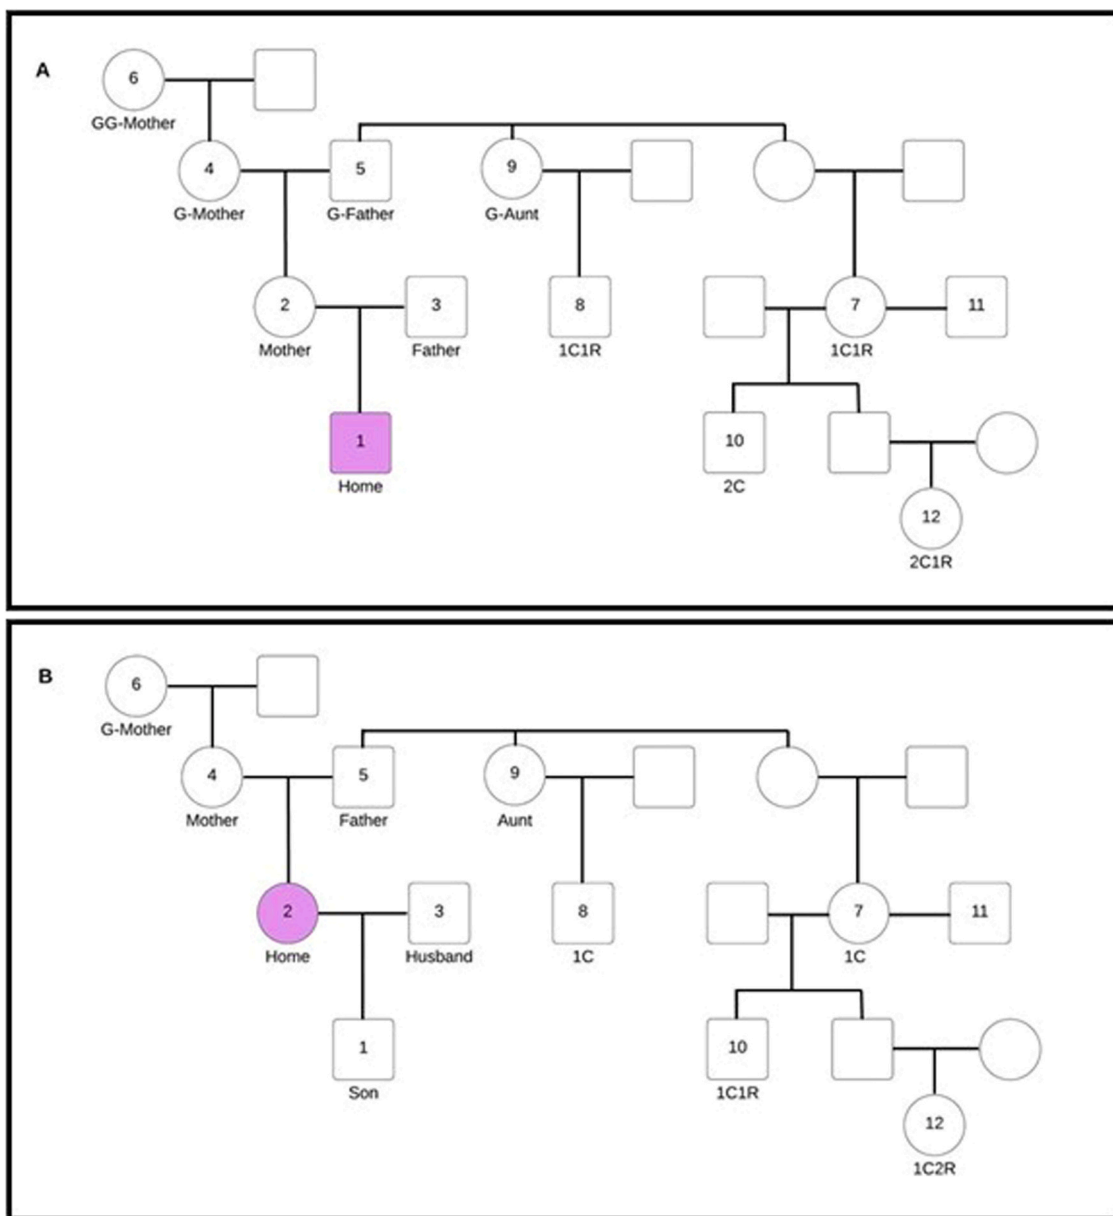 A
6
GG-Mother
4
5
9
G-Mother
G-Father
G-Aunt
2
3
8
7
11
Mother
Father
1C1R
1C1R
1
10
Home
2C
12
2C1R
B
6
G-Mother
4
5
9
Mother
Father
Aunt
2
3
8
7
11
Home
Husband
1C
1C
1
10
Son
1C1R
12
1C2R